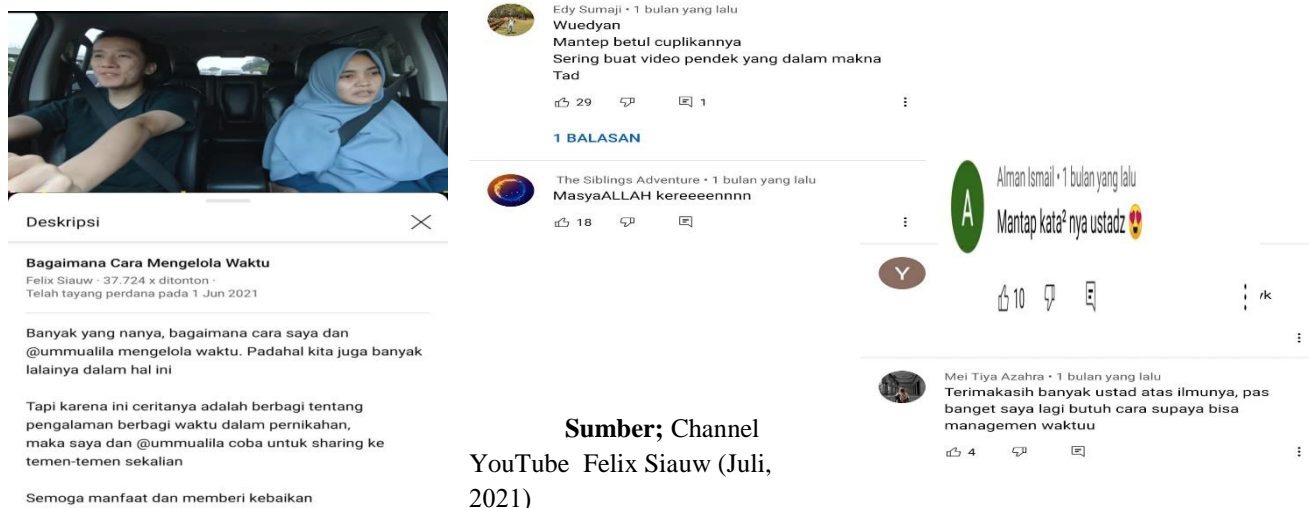 Deskripsi
Bagaimana Cara Mengelola Waktu
Felix Siauw · 37.724 x ditonton ·
Telah tayang perdana pada 1 Jun 2021
Banyak yang nanya, bagaimana cara saya dan
@ummualila mengelola waktu. Padahal kita juga banyak
lalainya dalam hal ini
Tapi karena ini ceritanya adalah berbagi tentang
pengalaman berbagi waktu dalam pernikahan,
maka saya dan @ummualila coba untuk sharing ke
temen-temen sekalian
Semoga manfaat dan memberi kebaikan
Edy Sumaji • 1 bulan yang lalu
Wuedyan
Mantep betul cuplikannya
Sering buat video pendek yang dalam makna
Tad
29 1
1 BALASAN
The Siblings Adventure • 1 bulan yang lalu
MasyaALLAH kereeeennnn
18
Sumber; Channel
YouTube Felix Siauw (Juli,
2021)
A
Alman Ismail • 1 bulan yang lalu
Mantap kata² nya ustadz 😍
10
Y
yk
Mei Tiya Azahra • 1 bulan yang lalu
Terimakasih banyak ustad atas ilmunya, pas
banget saya lagi butuh cara supaya bisa
managemen waktuu
4